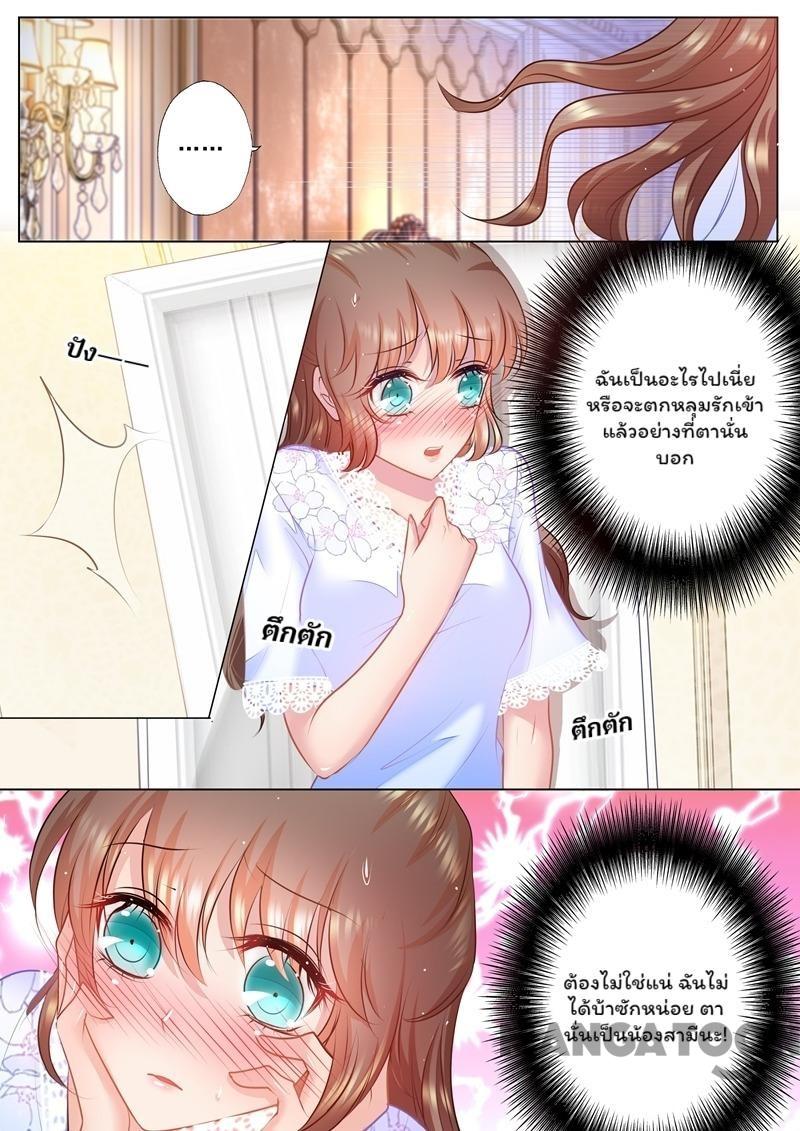 ......
ปัง——
ฉันเป็นอะไรไปเนี่ย
หรือจะตกหลุมรักเข้า
แล้วอย่างที่ตานั่น
บอก
ตึกตัก
ตึกตัก
ต้องไม่ใช่แน่ ฉันไม่
ได้บ้าซักหน่อย ตา
นั่นเป็นน้องสามีนะ!